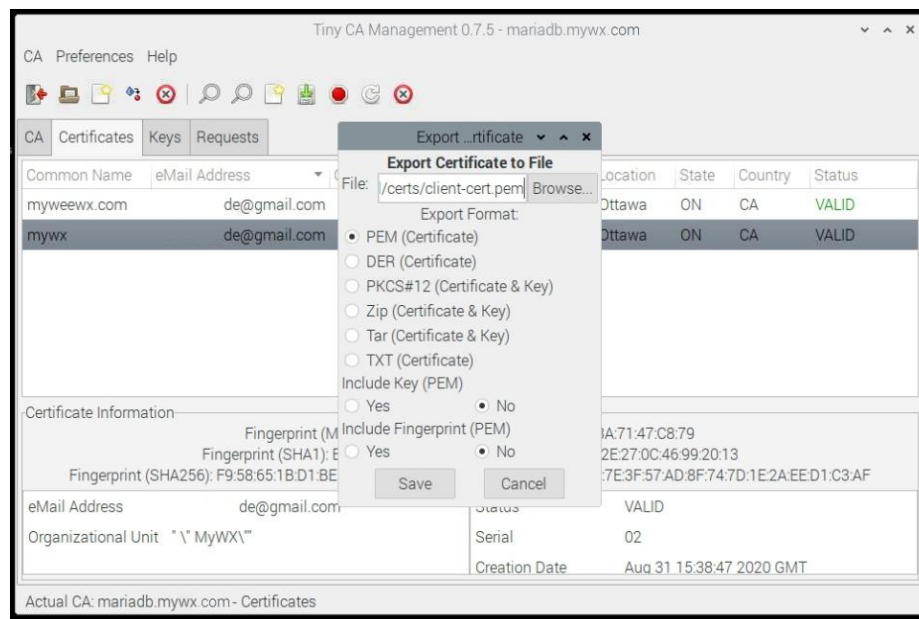 Tiny CA Management 0.7.5 - mariadb.mywx.com
CA Preferences Help
CA Certificates Keys Requests
Common Name eMail Address Location State Country Status
myweewx.com de@gmail.com Ottawa ON CA VALID
mywx de@gmail.com Ottawa ON CA VALID
Export ...rtificate
Export Certificate to File
File: /certs/client-cert.pem Browse...
Export Format:
PEM (Certificate)
DER (Certificate)
PKCS#12 (Certificate & Key)
Zip (Certificate & Key)
Tar (Certificate & Key)
TXT (Certificate)
Include Key (PEM)
Yes No
Include Fingerprint (PEM)
Yes No
Save Cancel
Certificate Information
Fingerprint (M :71:47:C8:79
Fingerprint (SHA1): 2E:27:0C:46:99:20:13
Fingerprint (SHA256): F9:58:65:1B:D1:BE :7E:3F:57:AD:8F:74:7D:1E:2A:EE:D1:C3:AF
eMail Address de@gmail.com
Organizational Unit "\" MyWX\""
Status VALID
Serial 02
Creation Date Aug 31 15:38:47 2020 GMT
Actual CA: mariadb.mywx.com - Certificates